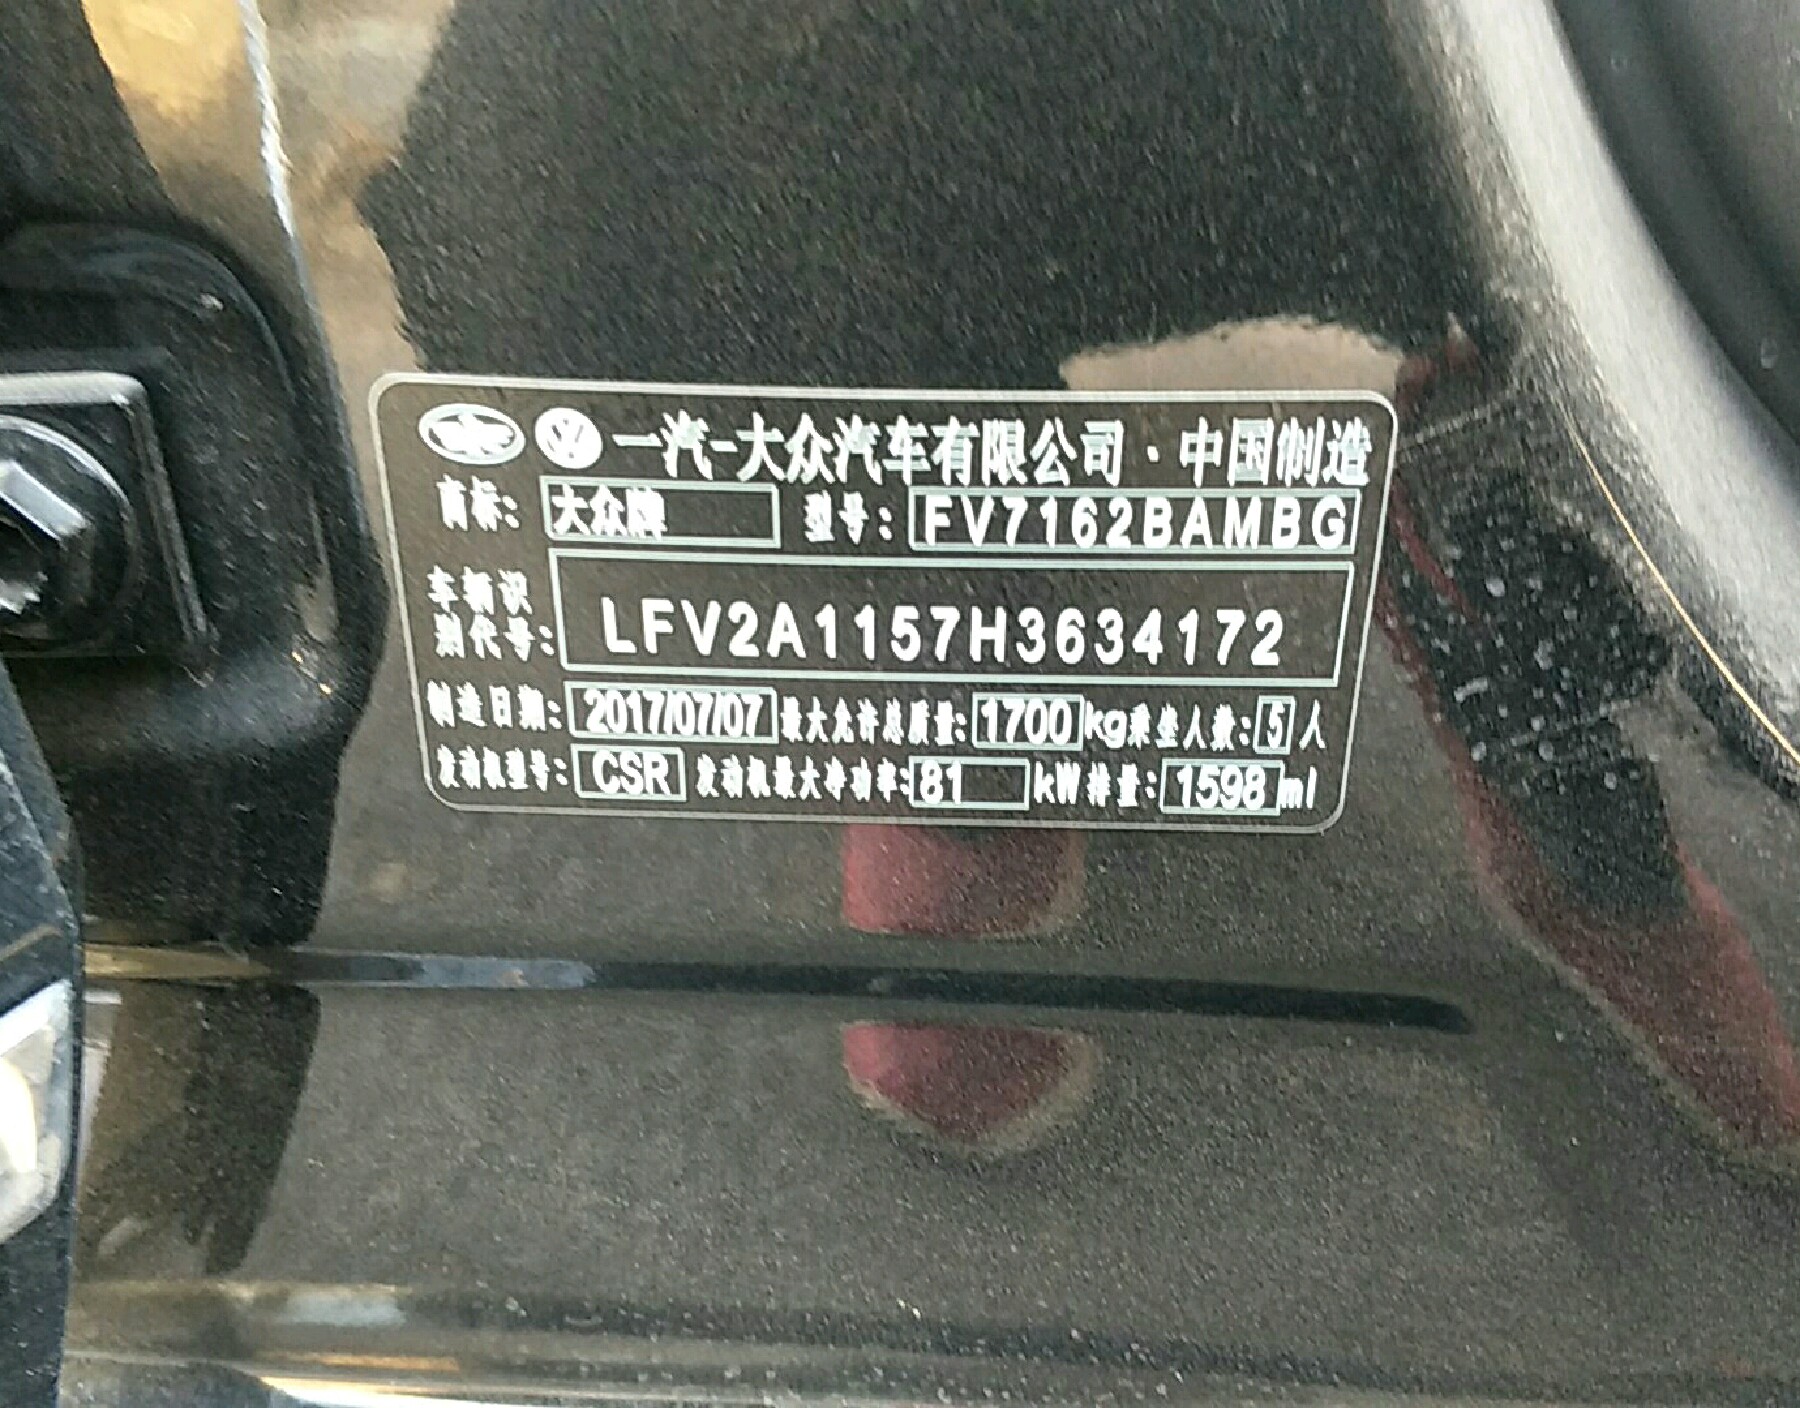 一汽-大众汽车有限公司·中国制造
商标: 大众牌 型号: FV7162BAMBG
车辆识
别代号: LFV2A1157H3634172
制造日期: 2017/07/07 最大允许总质量: 1700 kg 乘坐人数: 5 人
发动机型号: CSR 发动机最大净功率: 81 kW 排量: 1598 ml